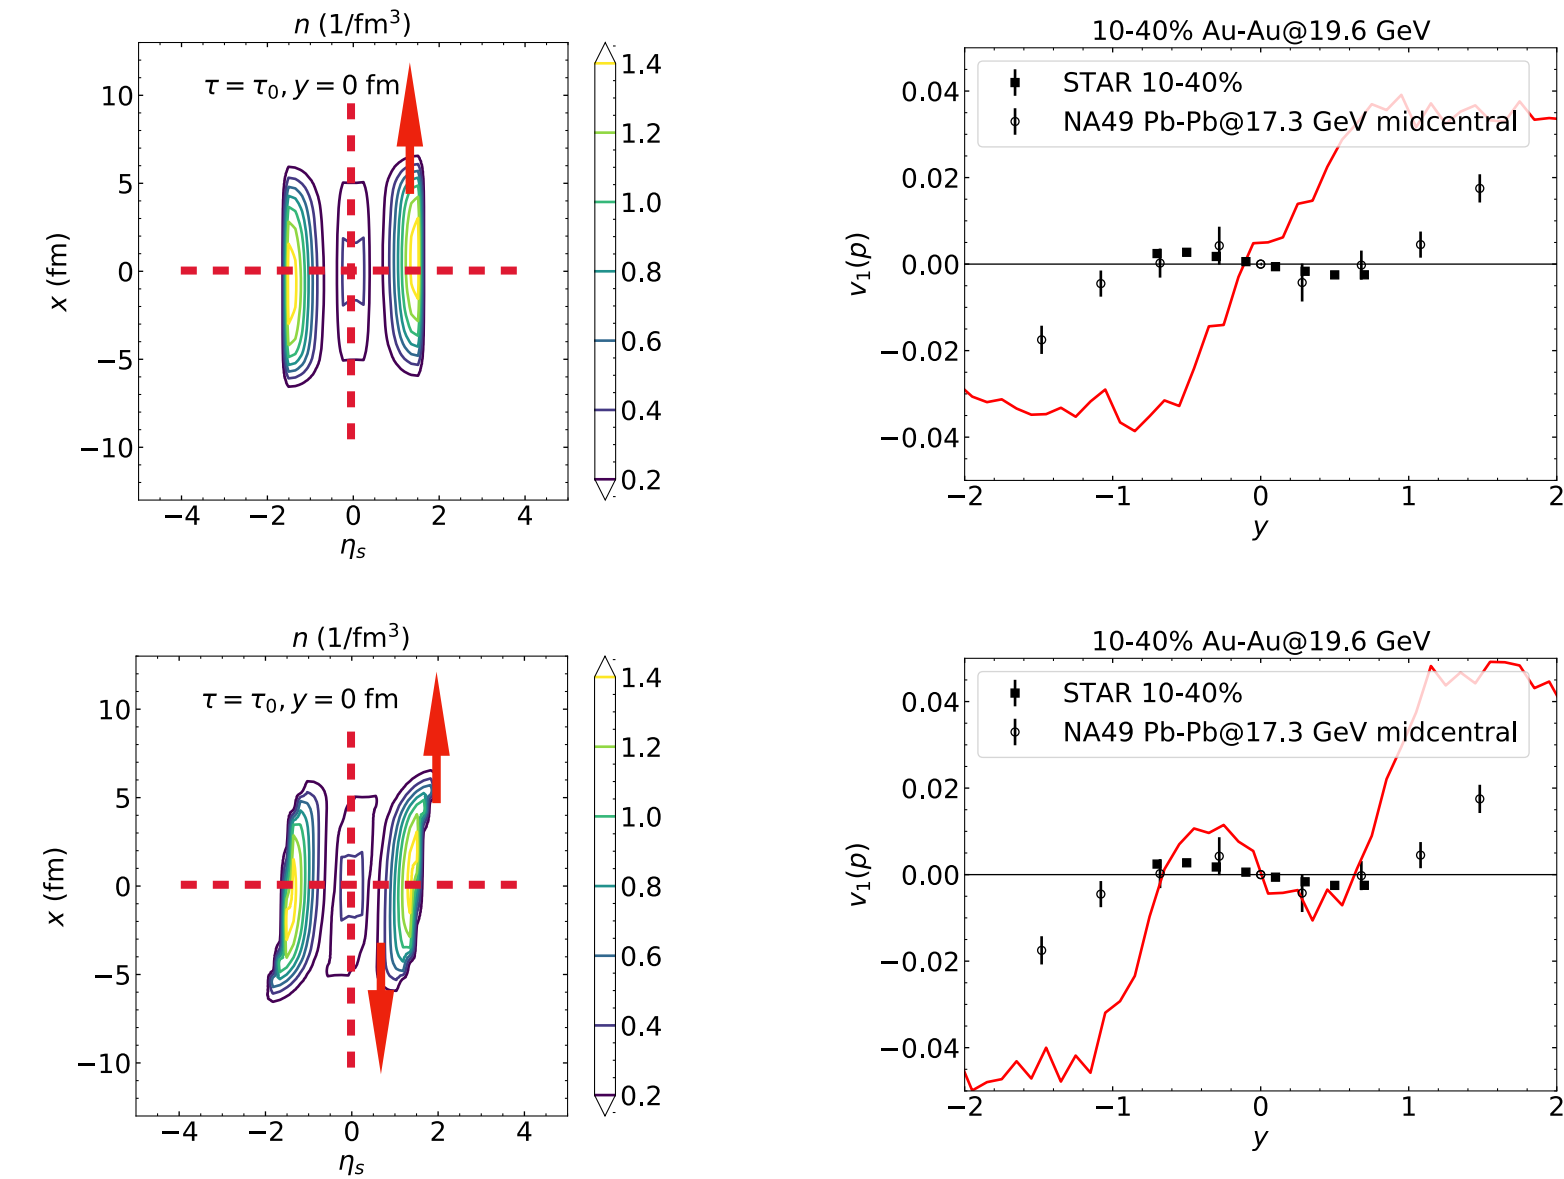 n (1/fm³)
τ = τ₀, y = 0 fm
10
5
0
−5
−10
x (fm)
−4 −2 0 2 4
ηₛ
1.4
1.2
1.0
0.8
0.6
0.4
0.2
10-40% Au-Au@19.6 GeV
STAR 10-40%
NA49 Pb-Pb@17.3 GeV midcentral
0.04
0.02
0.00
−0.02
−0.04
v₁(p)
−2 −1 0 1 2
y
n (1/fm³)
τ = τ₀, y = 0 fm
10
5
0
−5
−10
x (fm)
−4 −2 0 2 4
ηₛ
1.4
1.2
1.0
0.8
0.6
0.4
0.2
10-40% Au-Au@19.6 GeV
STAR 10-40%
NA49 Pb-Pb@17.3 GeV midcentral
0.04
0.02
0.00
−0.02
−0.04
v₁(p)
−2 −1 0 1 2
y